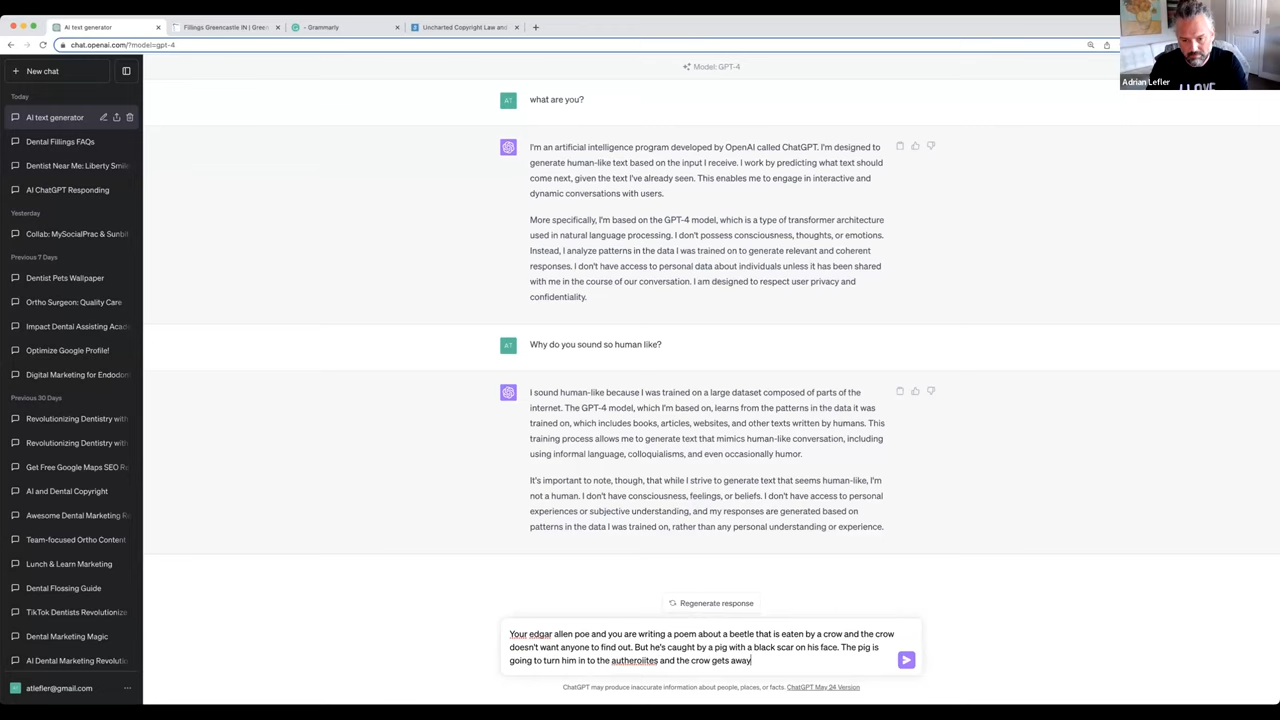 AI text generator
Filings Greencastle IN | Green
- Grammarly
Uncharted Copyright Law and
chat.openai.com/?model=gpt-4
Adrian Lefler
New chat
Today
AI text generator
Dental Fillings FAQs
Dentist Near Me: Liberty Smile
AI ChatGPT Responding
Yesterday
Collab: MySocialPrac & Sunbit
Previous 7 Days
Dentist Pets Wallpaper
Ortho Surgeon: Quality Care
Impact Dental Assisting Acade
Optimize Google Profile!
Digital Marketing for Endodon
Previous 30 Days
Revolutionizing Dentistry with
Revolutionizing Dentistry with
Get Free Google Maps SEO Re
AI and Dental Copyright
Awesome Dental Marketing Re
Team-focused Ortho Content
Lunch & Learn Marketing
Dental Flossing Guide
TikTok Dentists Revolutionize
Dental Marketing Magic
AI Dental Marketing Revolutio
atlefler@gmail.com
Model: GPT-4
AT
what are you?
I'm an artificial intelligence program developed by OpenAI called ChatGPT. I'm designed to
generate human-like text based on the input I receive. I work by predicting what text should
come next, given the text I've already seen. This enables me to engage in interactive and
dynamic conversations with users.
More specifically, I'm based on the GPT-4 model, which is a type of transformer architecture
used in natural language processing. I don't possess consciousness, thoughts, or emotions.
Instead, I analyze patterns in the data I was trained on to generate relevant and coherent
responses. I don't have access to personal data about individuals unless it has been shared
with me in the course of our conversation. I am designed to respect user privacy and
confidentiality.
AT
Why do you sound so human like?
I sound human-like because I was trained on a large dataset composed of parts of the
internet. The GPT-4 model, which I'm based on, learns from the patterns in the data it was
trained on, which includes books, articles, websites, and other texts written by humans. This
training process allows me to generate text that mimics human-like conversation, including
using informal language, colloquialisms, and even occasionally humor.
It's important to note, though, that while I strive to generate text that seems human-like, I'm
not a human. I don't have consciousness, feelings, or beliefs. I don't have access to personal
experiences or subjective understanding, and my responses are generated based on
patterns in the data I was trained on, rather than any personal understanding or experience.
Regenerate response
Your edgar allen poe and you are writing a poem about a beetle that is eaten by a crow and the crow
doesn't want anyone to find out. But he's caught by a pig with a black scar on his face. The pig is
going to turn him in to the autheroiites and the crow gets away
ChatGPT may produce inaccurate information about people, places, or facts. ChatGPT May 24 Version